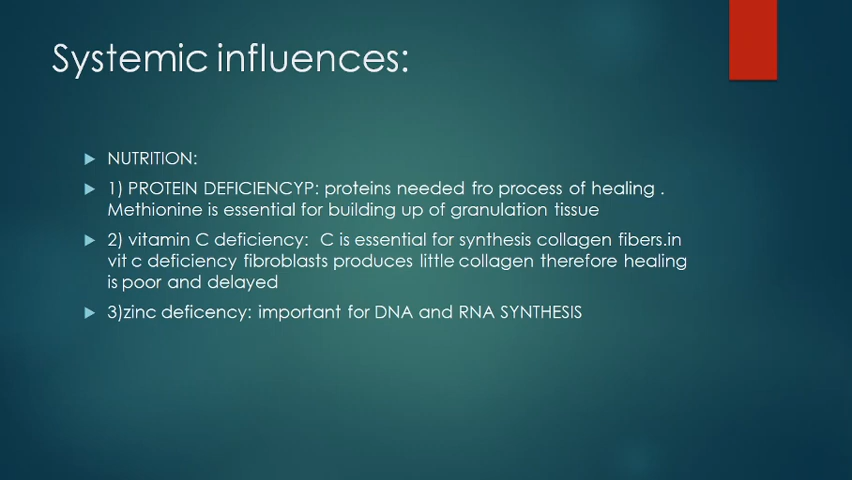 Systemic influences:
NUTRITION:
1) PROTEIN DEFICIENCYP: proteins needed fro process of healing .
Methionine is essential for building up of granulation tissue
2) vitamin C deficiency:  C is essential for synthesis collagen fibers.in
vit c deficiency fibroblasts produces little collagen therefore healing
is poor and delayed
3)zinc deficency: important for DNA and RNA SYNTHESIS